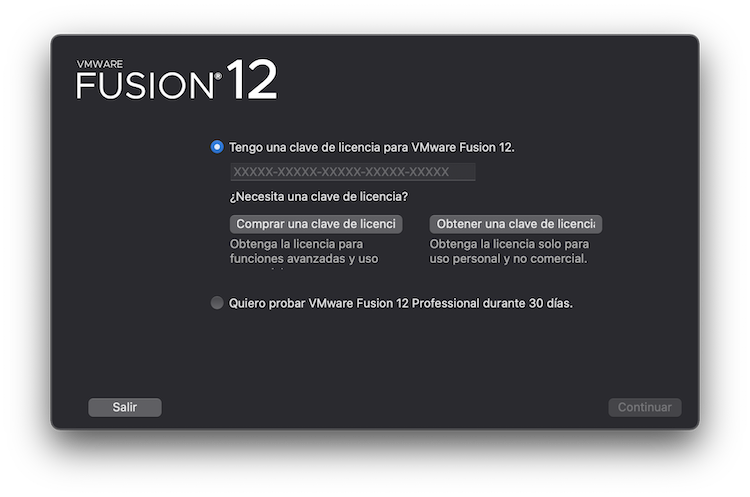 VMWARE
FUSION® 12
Tengo una clave de licencia para VMware Fusion 12.
XXXXX-XXXXX-XXXXX-XXXXX-XXXXX
¿Necesita una clave de licencia?
Comprar una clave de licenci
Obtener una clave de licencia
Obtenga la licencia para
funciones avanzadas y uso
Obtenga la licencia solo para
uso personal y no comercial.
Quiero probar VMware Fusion 12 Professional durante 30 días.
Salir
Continuar